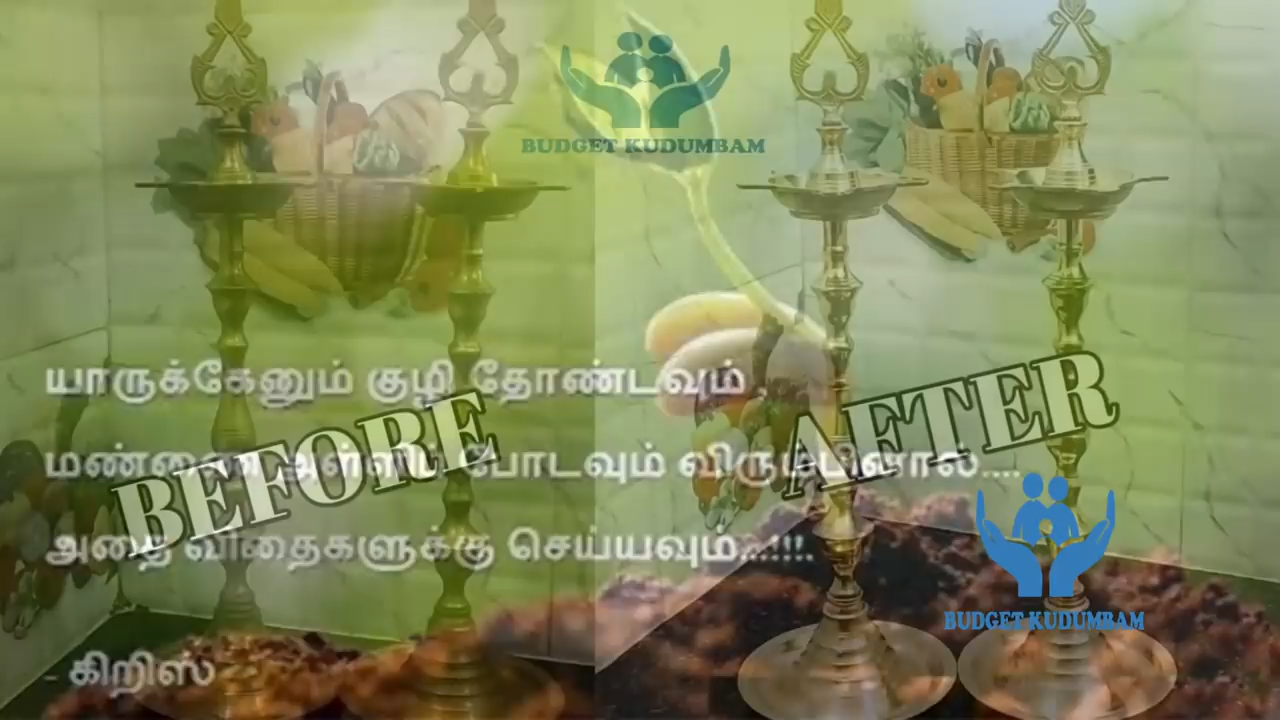 BUDGET KUDUMBAM
யாருக்கேனும் குழி தோண்டவும்
BEFORE
AFTER
மண்ணை அள்ளிப் போடவும் விரும்பினால்....
அதை விதைகளுக்கு செய்யவும்...!!!.
BUDGET KUDUMBAM
- கிறிஸ்